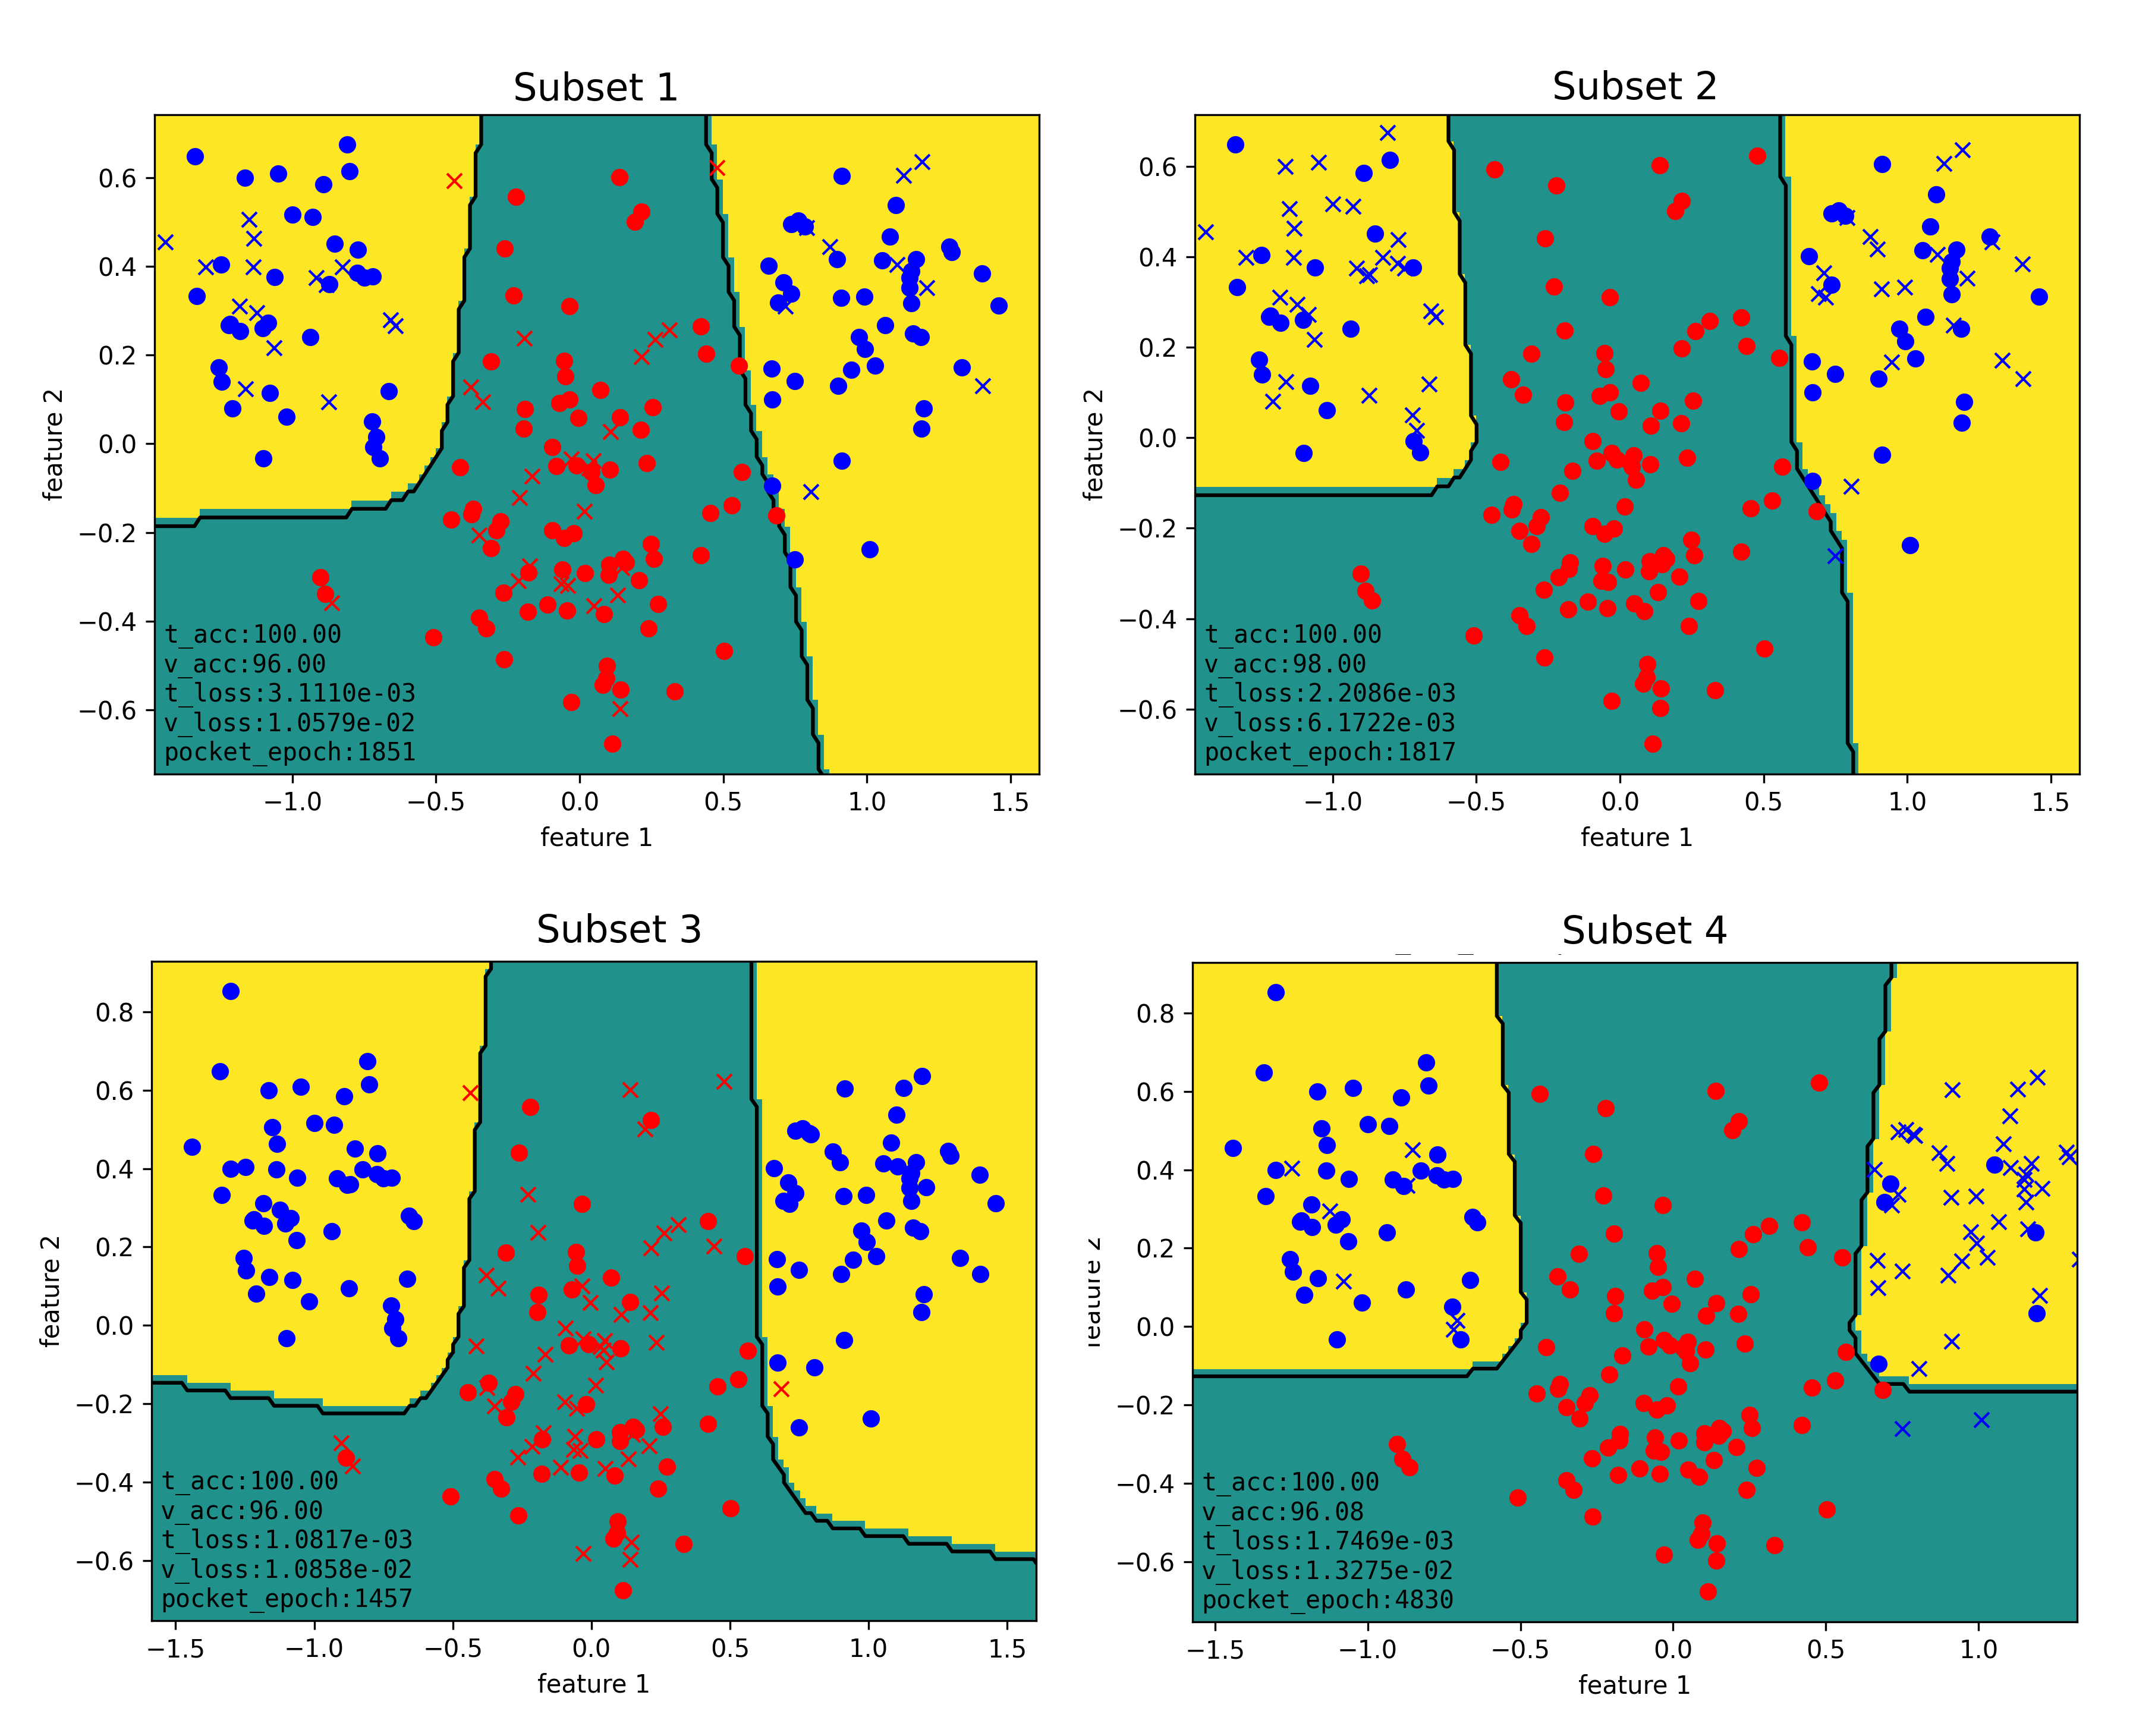 Subset 1
feature 2
0.6
0.4
0.2
0.0
−0.2
−0.4
−0.6
t_acc:100.00
v_acc:96.00
t_loss:3.1110e-03
v_loss:1.0579e-02
pocket_epoch:1851
−1.0 −0.5 0.0 0.5 1.0 1.5
feature 1
Subset 2
feature 2
0.6
0.4
0.2
0.0
−0.2
−0.4
−0.6
t_acc:100.00
v_acc:98.00
t_loss:2.2086e-03
v_loss:6.1722e-03
pocket_epoch:1817
−1.0 −0.5 0.0 0.5 1.0 1.5
feature 1
Subset 3
feature 2
0.8
0.6
0.4
0.2
0.0
−0.2
−0.4
−0.6
t_acc:100.00
v_acc:96.00
t_loss:1.0817e-03
v_loss:1.0858e-02
pocket_epoch:1457
−1.5 −1.0 −0.5 0.0 0.5 1.0 1.5
feature 1
Subset 4
feature 2
0.8
0.6
0.4
0.2
0.0
−0.2
−0.4
−0.6
t_acc:100.00
v_acc:96.08
t_loss:1.7469e-03
v_loss:1.3275e-02
pocket_epoch:4830
−1.5 −1.0 −0.5 0.0 0.5 1.0
feature 1